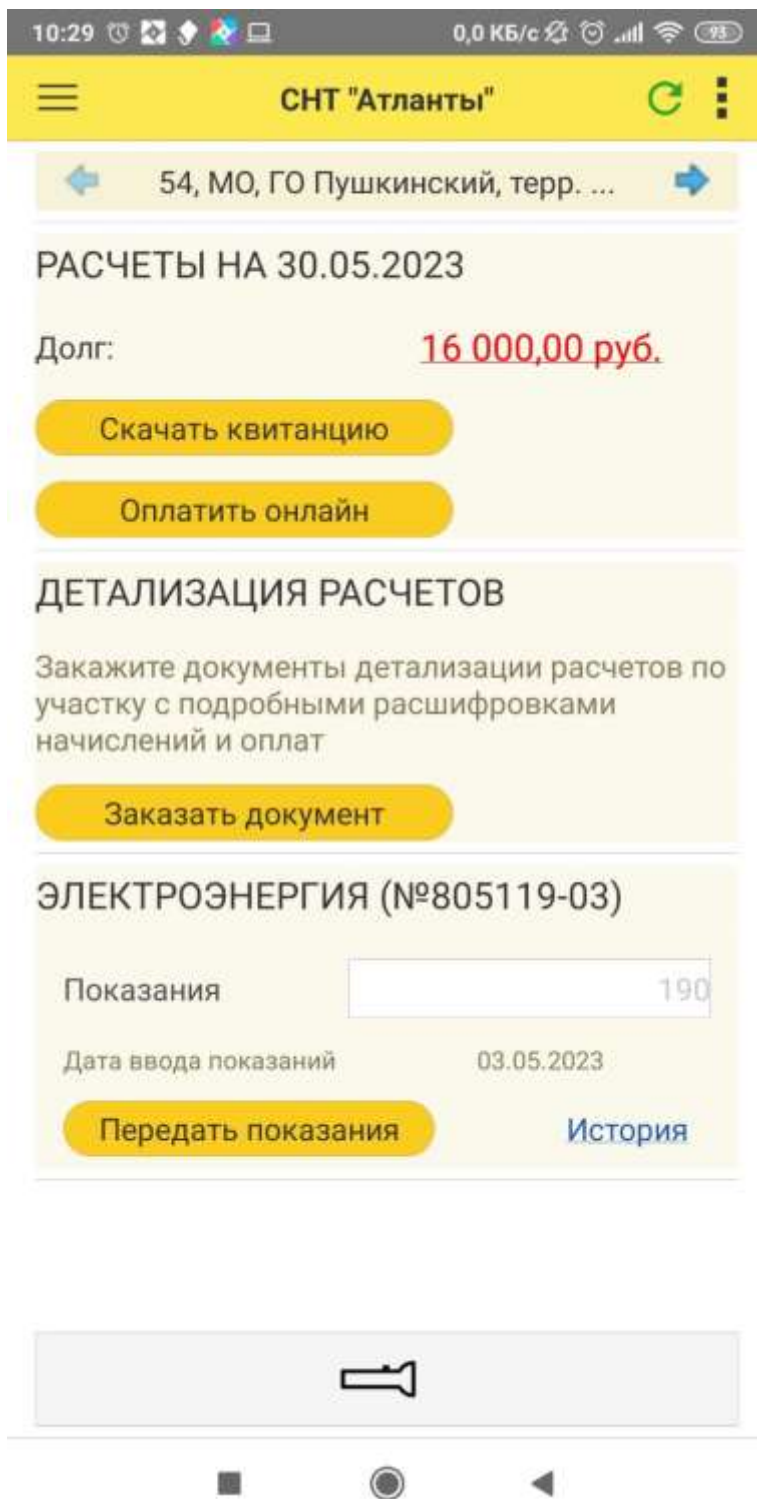 10:29 0,0 КБ/с 93
СНТ "Атланты"
54, МО, ГО Пушкинский, терр. ...
РАСЧЕТЫ НА 30.05.2023
Долг: 16 000,00 руб.
Скачать квитанцию
Оплатить онлайн
ДЕТАЛИЗАЦИЯ РАСЧЕТОВ
Закажите документы детализации расчетов по
участку с подробными расшифровками
начислений и оплат
Заказать документ
ЭЛЕКТРОЭНЕРГИЯ (№805119-03)
Показания 190
Дата ввода показаний 03.05.2023
Передать показания История